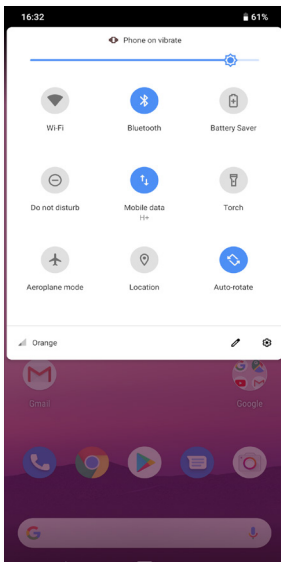 16:32
61%
Phone on vibrate
Wi-Fi
Bluetooth
Battery Saver
Do not disturb
Mobile data
H+
Torch
Aeroplane mode
Location
Auto-rotate
Orange
Gmail
Google